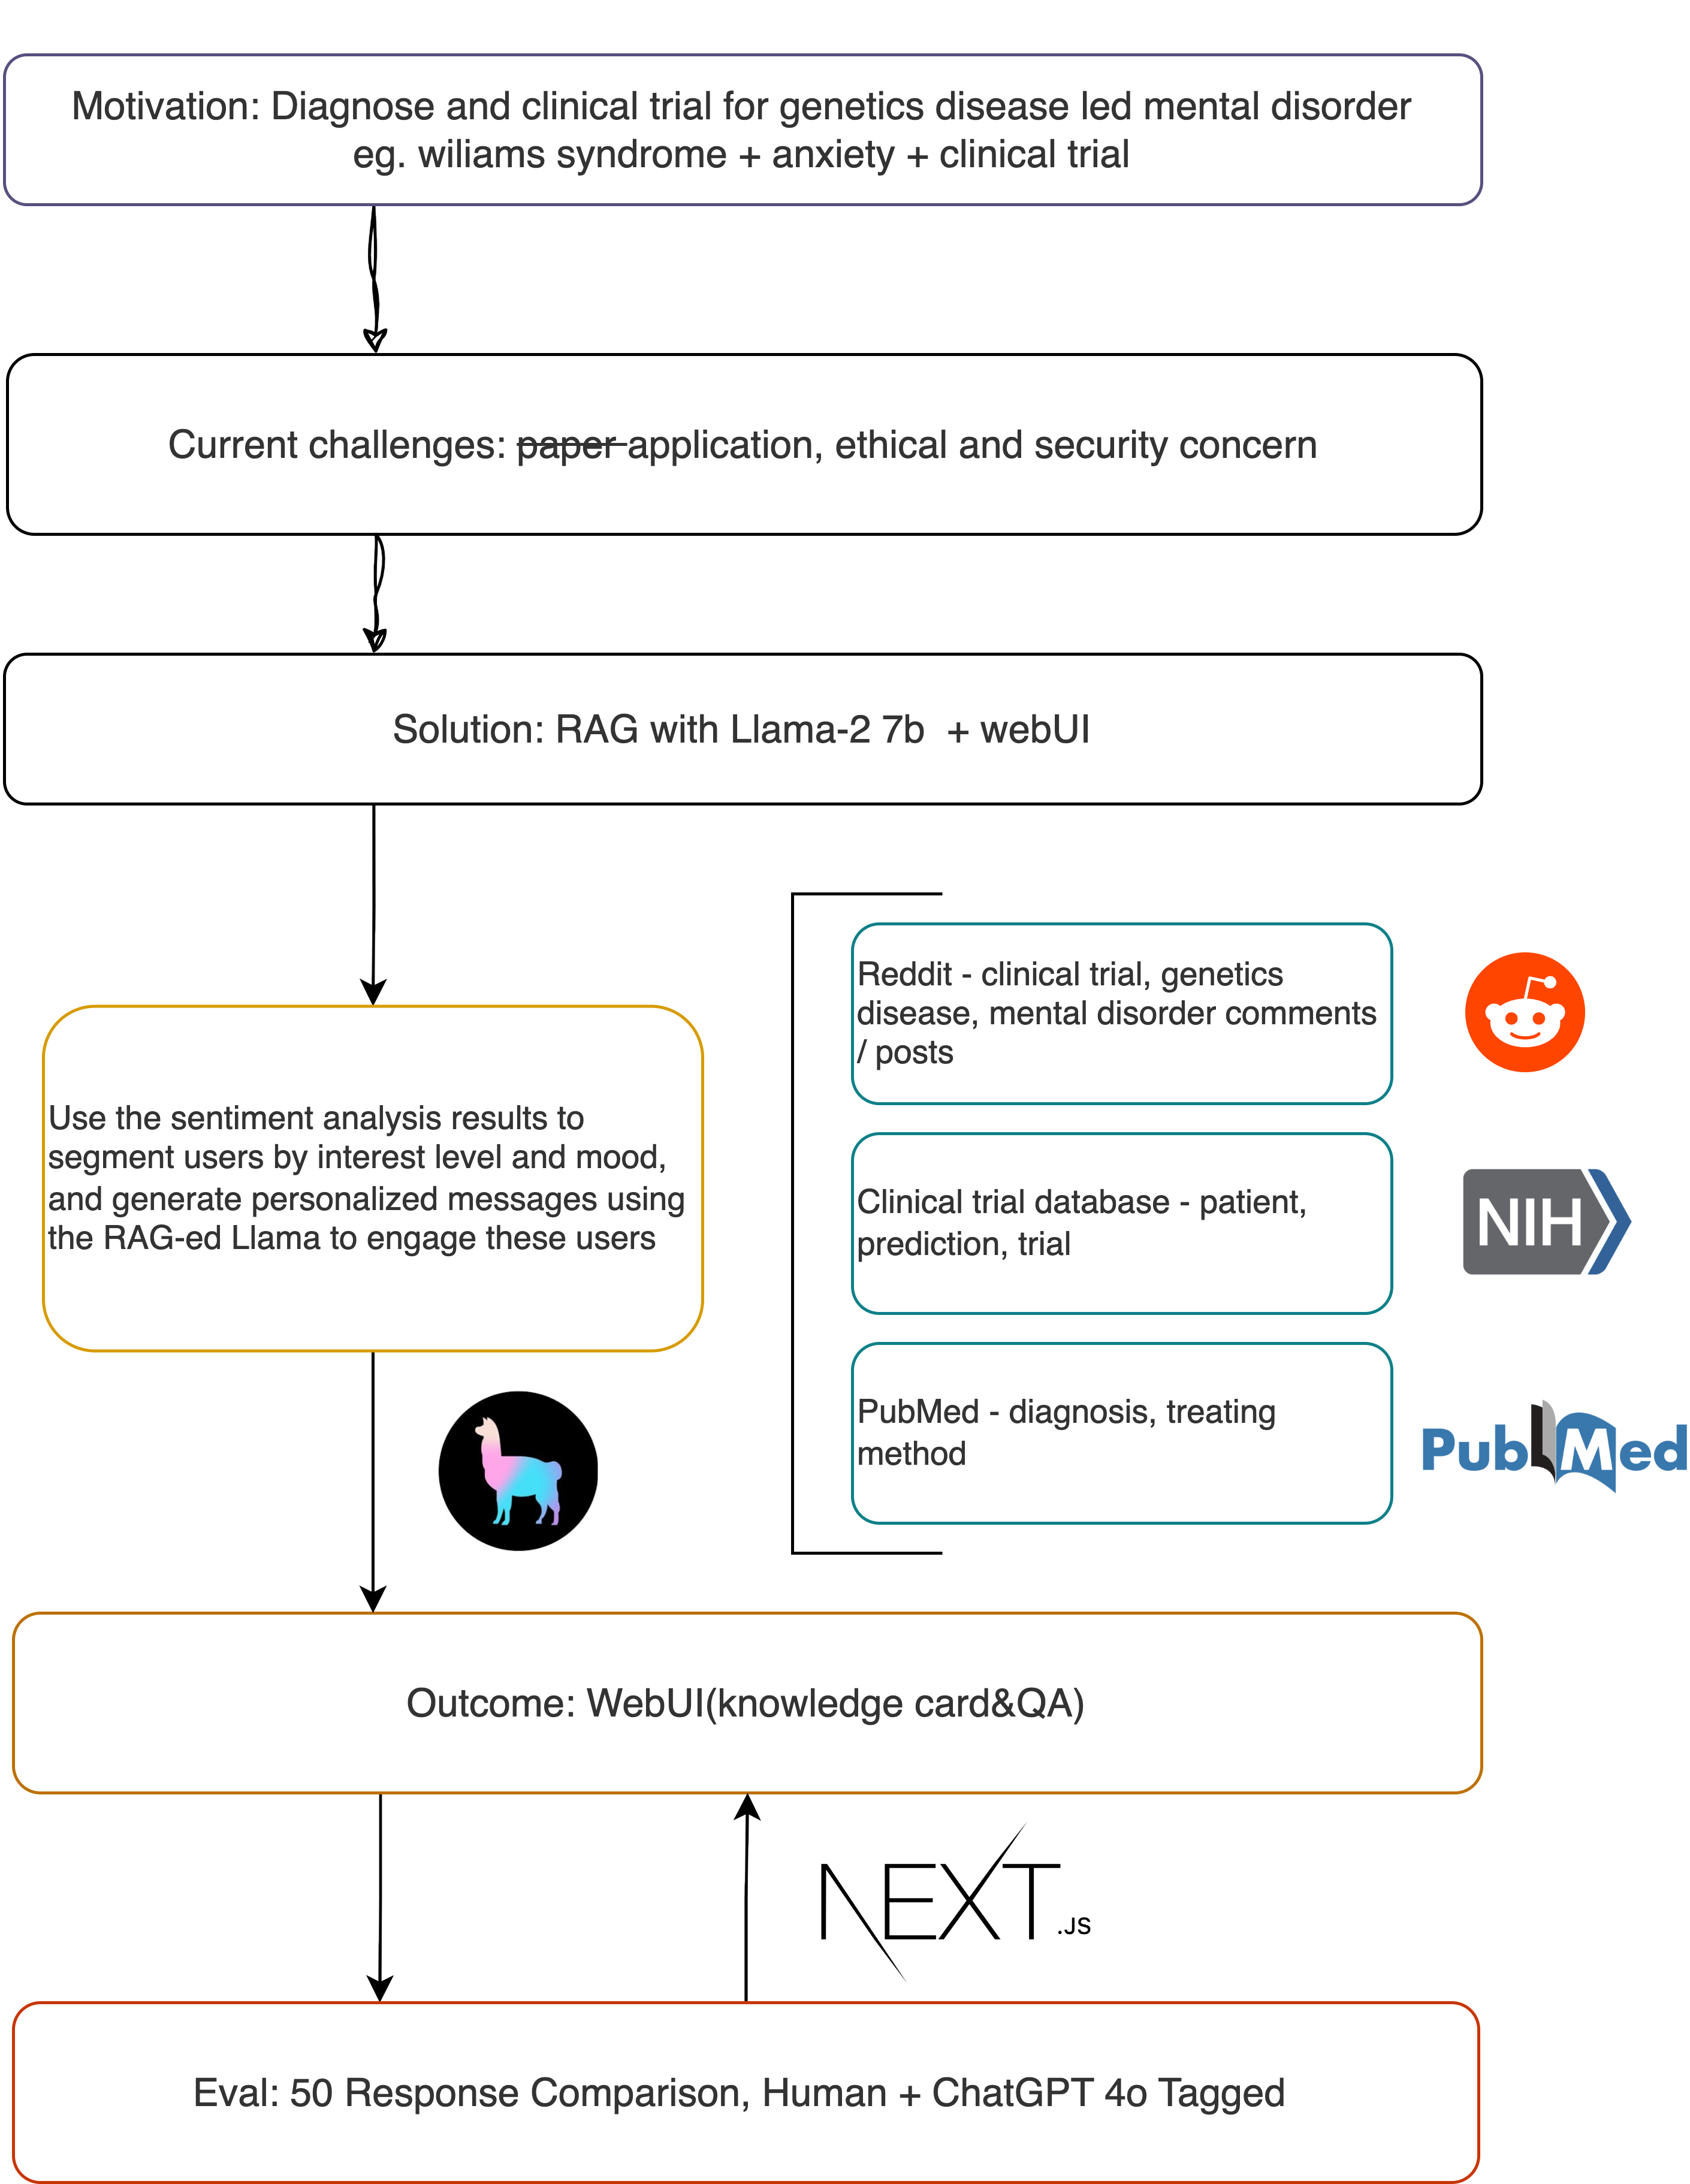 Motivation: Diagnose and clinical trial for genetics disease led mental disorder
eg. wiliams syndrome + anxiety + clinical trial
Current challenges: paper application, ethical and security concern
Solution: RAG with Llama-2 7b + webUI
Use the sentiment analysis results to
segment users by interest level and mood,
and generate personalized messages using
the RAG-ed Llama to engage these users
Reddit - clinical trial, genetics
disease, mental disorder comments
/ posts
Clinical trial database - patient,
prediction, trial
NIH
PubMed - diagnosis, treating
method
PubMed
Outcome: WebUI(knowledge card&QA)
NEXT.JS
Eval: 50 Response Comparison, Human + ChatGPT 4o Tagged